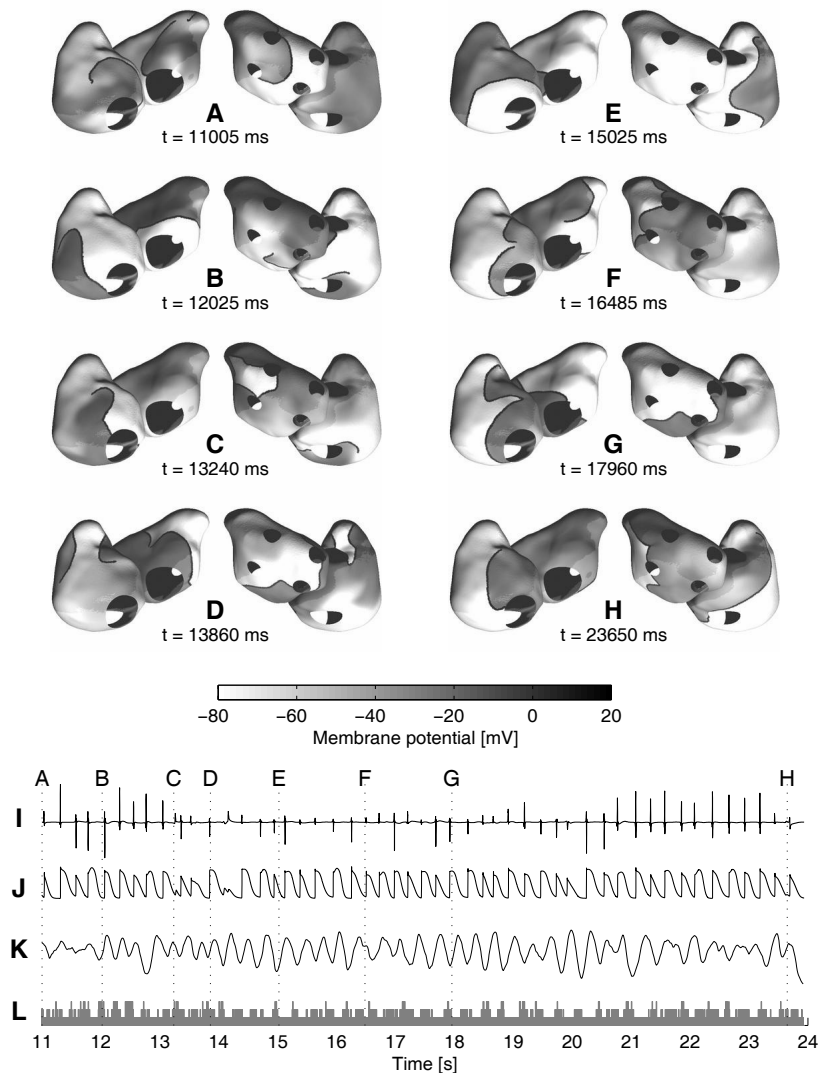 A
t = 11005 ms
E
t = 15025 ms
B
t = 12025 ms
F
t = 16485 ms
C
t = 13240 ms
G
t = 17960 ms
D
t = 13860 ms
H
t = 23650 ms
−80 −60 −40 −20 0 20
Membrane potential [mV]
A B C D E F G H
I
J
K
L
11 12 13 14 15 16 17 18 19 20 21 22 23 24
Time [s]